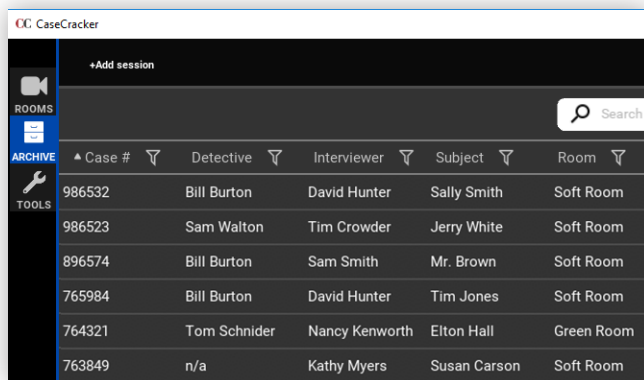 CC CaseCracker
+Add session
ROOMS
Search
ARCHIVE Case # Detective Interviewer Subject Room
TOOLS
986532 Bill Burton David Hunter Sally Smith Soft Room
986523 Sam Walton Tim Crowder Jerry White Soft Room
896574 Bill Burton Sam Smith Mr. Brown Soft Room
765984 Bill Burton David Hunter Tim Jones Soft Room
764321 Tom Schnider Nancy Kenworth Elton Hall Green Room
763849 n/a Kathy Myers Susan Carson Soft Room